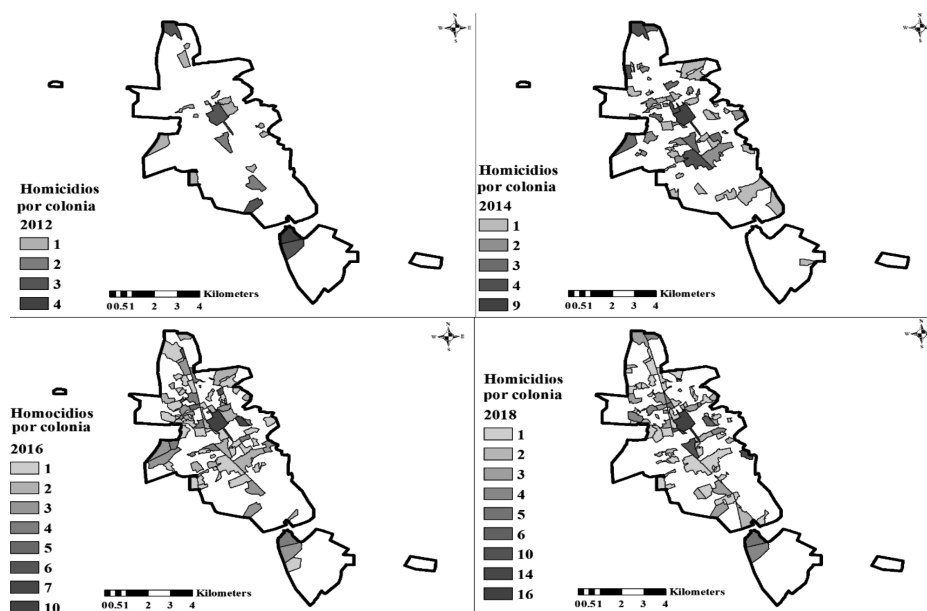 N
W E
S
Homicidios
por colonia
2012
1
2
3
4
Kilometers
00.51 2 3 4
N
W E
S
Homicidios
por colonia
2014
1
2
3
4
9
Kilometers
00.51 2 3 4
N
W E
S
Homocidios
por colonia
2016
1
2
3
4
5
6
7
10
Kilometers
00.51 2 3 4
N
W E
S
Homicidios
por colonia
2018
1
2
3
4
5
6
10
14
16
Kilometers
00.51 2 3 4